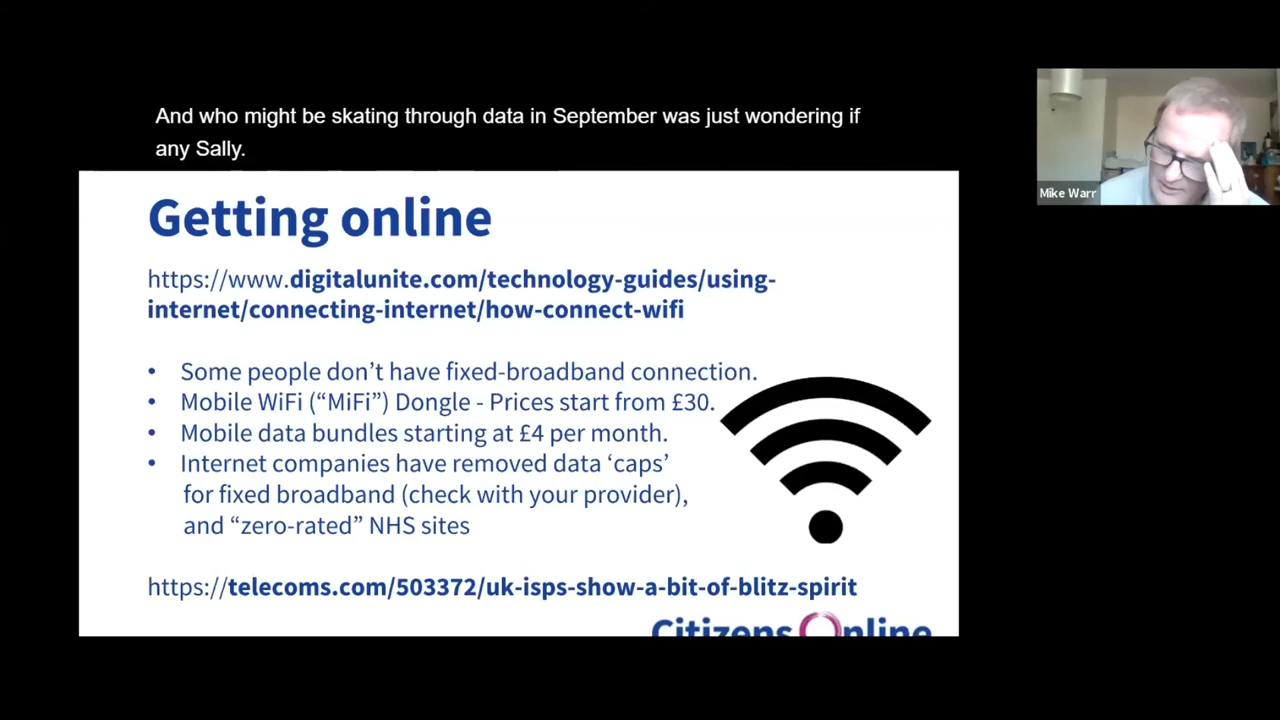 And who might be skating through data in September was just wondering if
any Sally.
Mike Warr
Getting online
https://www.digitalunite.com/technology-guides/using-
internet/connecting-internet/how-connect-wifi
• Some people don’t have fixed-broadband connection.
• Mobile WiFi (“MiFi”) Dongle - Prices start from £30.
• Mobile data bundles starting at £4 per month.
• Internet companies have removed data ‘caps’
for fixed broadband (check with your provider),
and “zero-rated” NHS sites
https://telecoms.com/503372/uk-isps-show-a-bit-of-blitz-spirit
Citizens Online